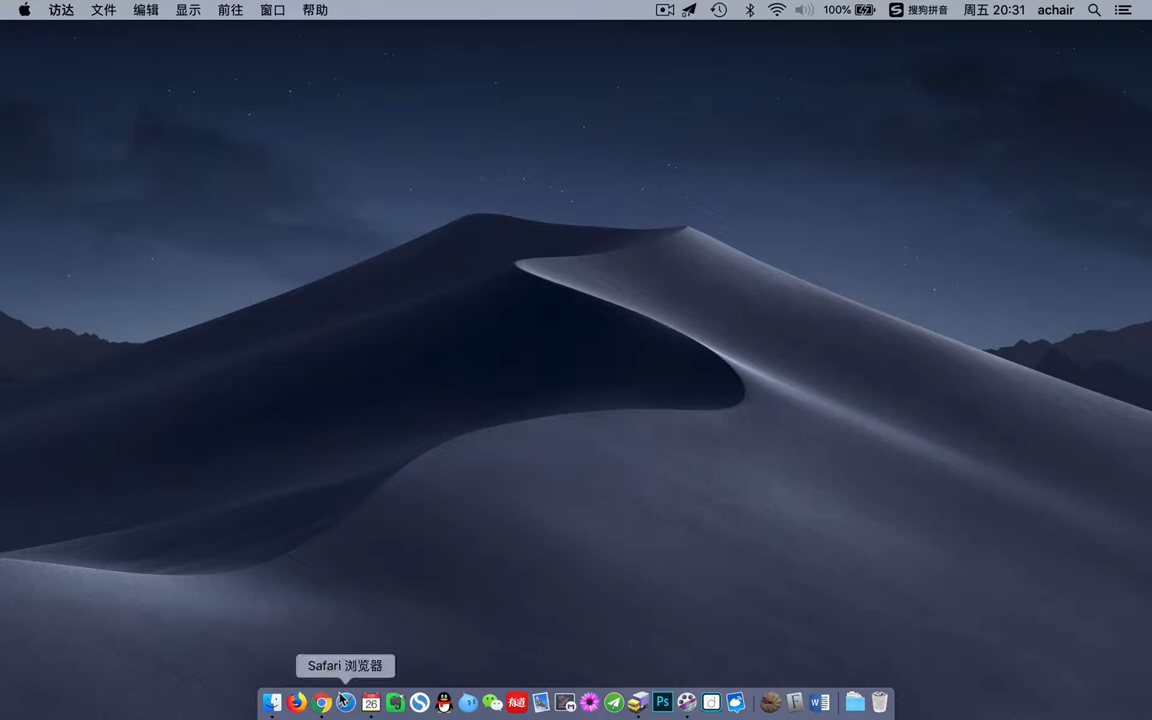 访达 文件 编辑 显示 前往 窗口 帮助 100% S 搜狗拼音 周五 20:31 achair
Safari 浏览器
26 有道 Ps d F W